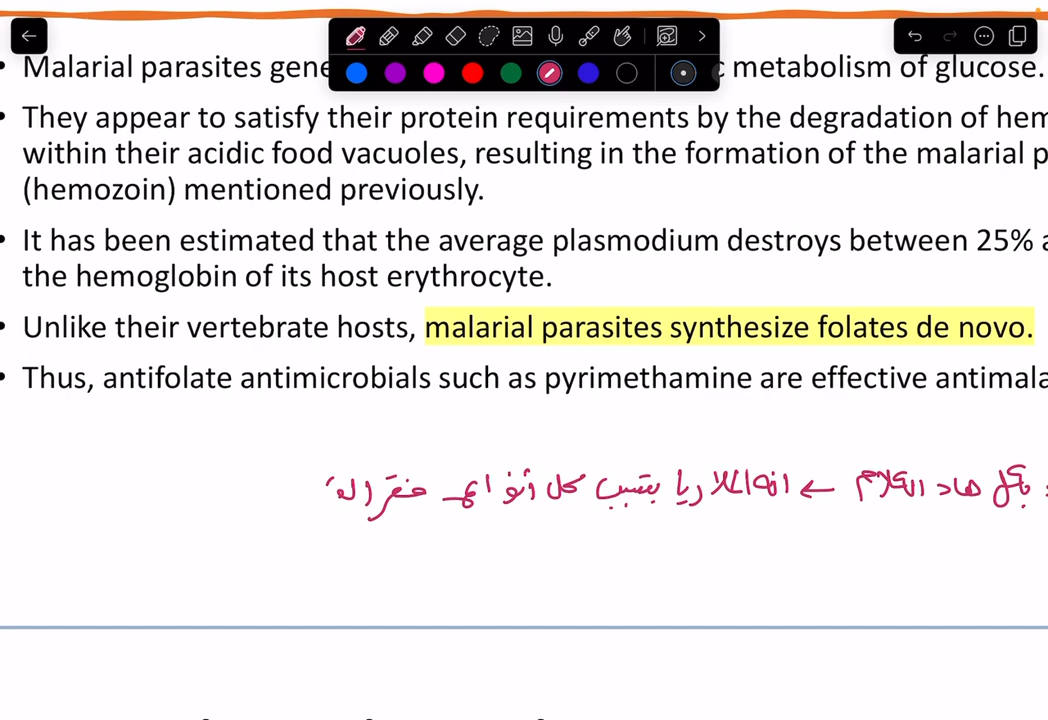 • Malarial parasites gene c metabolism of glucose.
• They appear to satisfy their protein requirements by the degradation of hem
within their acidic food vacuoles, resulting in the formation of the malarial p
(hemozoin) mentioned previously.
• It has been estimated that the average plasmodium destroys between 25% a
the hemoglobin of its host erythrocyte.
• Unlike their vertebrate hosts, malarial parasites synthesize folates de novo.
• Thus, antifolate antimicrobials such as pyrimethamine are effective antimala
بكل هاد الكلام ← انه الملاريا بتسبب كل أنواع فقر الد